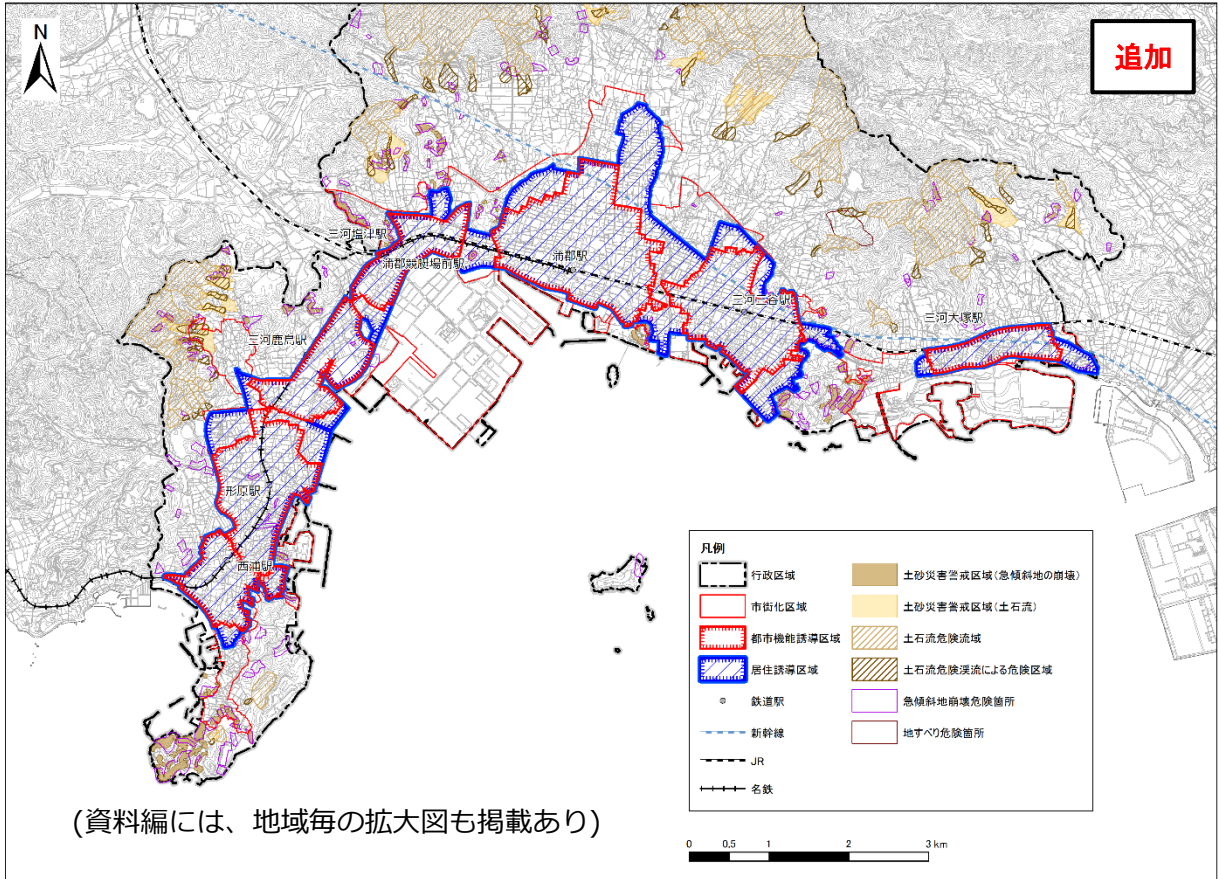 N
追加
三河塩津駅
蒲郡競艇場前駅
蒲郡駅
三河三谷駅
三河大塚駅
三河鹿島駅
形原駅
西浦駅
凡例
行政区域
市街化区域
都市機能誘導区域
居住誘導区域
鉄道駅
新幹線
JR
名鉄
土砂災害警戒区域(急傾斜地の崩壊)
土砂災害警戒区域(土石流)
土石流危険流域
土石流危険渓流による危険区域
急傾斜地崩壊危険箇所
地すべり危険箇所
(資料編には、地域毎の拡大図も掲載あり)
0 0.5 1 2 3 km